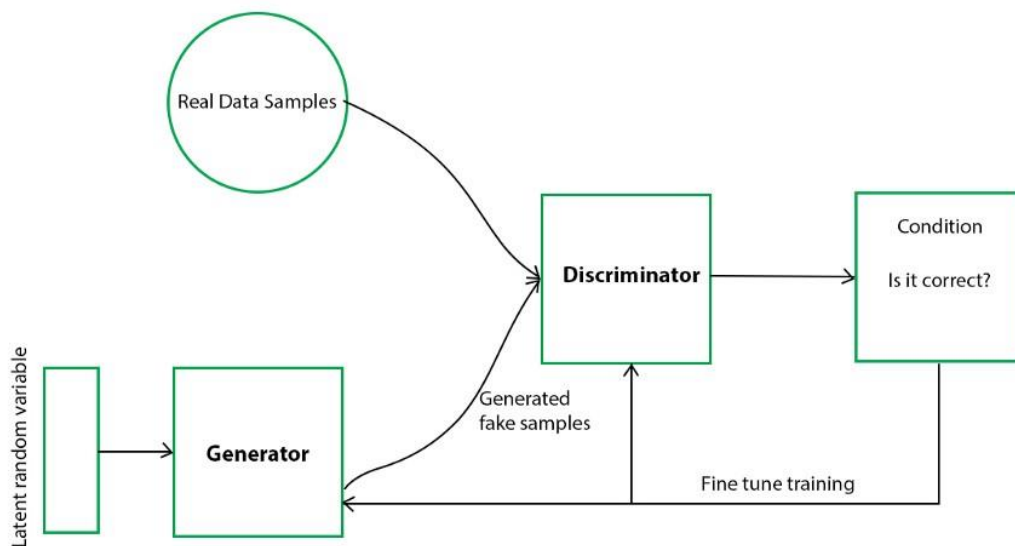 Real Data Samples
Condition
Is it correct?
Discriminator
Generated
fake samples
Latent random variable
Generator
Fine tune training